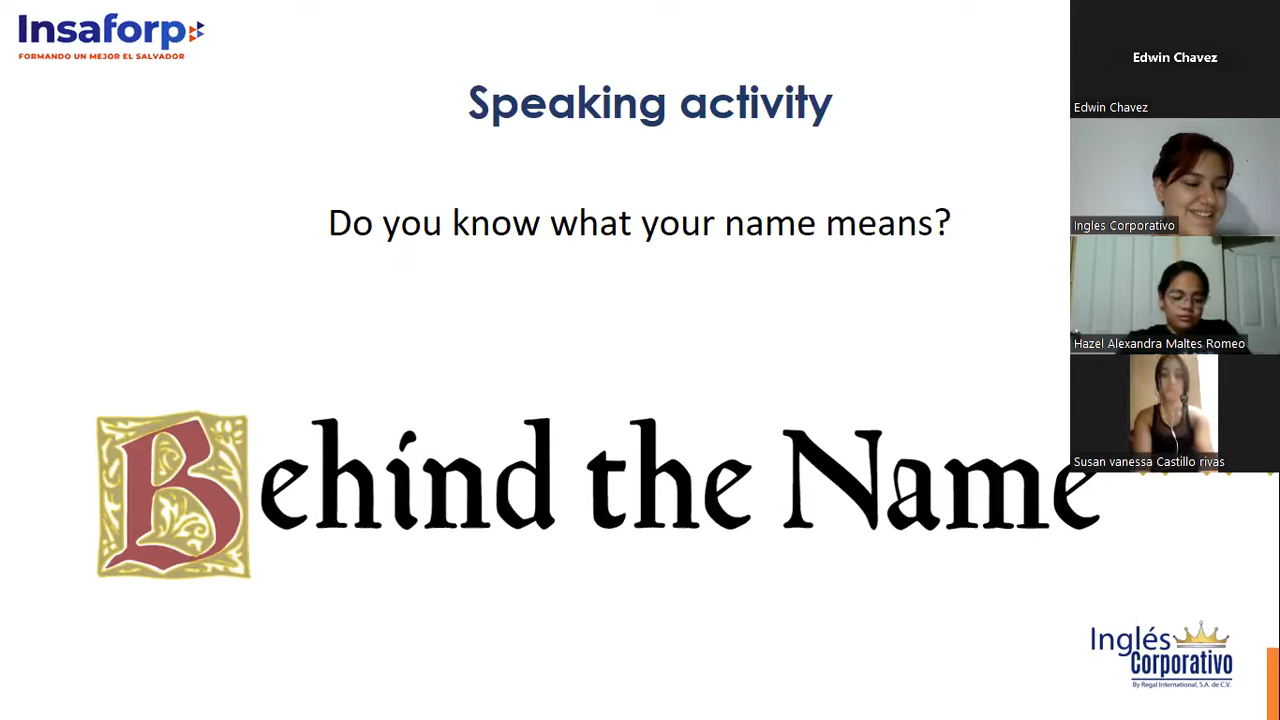 Insaforp
FORMANDO UN MEJOR EL SALVADOR
Speaking activity
Do you know what your name means?
Behind the Name
Inglés
Corporativo
By Regal International, S.A. de C.V.
Edwin Chavez
Edwin Chavez
Ingles Corporativo
Hazel Alexandra Maltes Romeo
Susan vanessa Castillo rivas